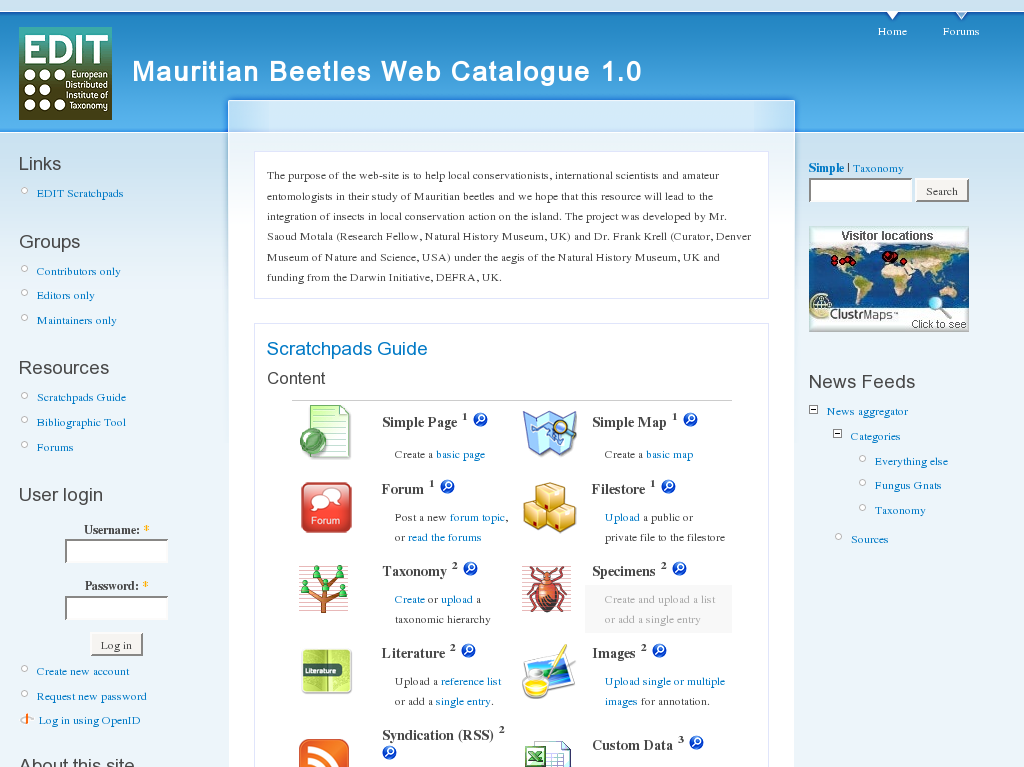 Home
Forums
EDIT
European
Distributed
Institute of
Taxonomy
Mauritian Beetles Web Catalogue 1.0
Links
EDIT Scratchpads
Groups
Contributors only
Editors only
Maintainers only
Resources
Scratchpads Guide
Bibliographic Tool
Forums
User login
Username: *
Password: *
Log in
Create new account
Request new password
Log in using OpenID
About this site
The purpose of the web-site is to help local conservationists, international scientists and amateur
entomologists in their study of Mauritian beetles and we hope that this resource will lead to the
integration of insects in local conservation action on the island. The project was developed by Mr.
Saoud Motala (Research Fellow, Natural History Museum, UK) and Dr. Frank Krell (Curator, Denver
Museum of Nature and Science, USA) under the aegis of the Natural History Museum, UK and
funding from the Darwin Initiative, DEFRA, UK.
Scratchpads Guide
Content
Simple Page 1
Create a basic page
Simple Map 1
Create a basic map
Forum
Forum 1
Post a new forum topic,
or read the forums
Filestore 1
Upload a public or
private file to the filestore
Taxonomy 2
Create or upload a
taxonomic hierarchy
Specimens 2
Create and upload a list
or add a single entry
Literature
Literature 2
Upload a reference list
or add a single entry.
Images 2
Upload single or multiple
images for annotation.
Syndication (RSS) 2
Custom Data 3
Simple | Taxonomy
Search
Visitor locations
ClustrMaps™
Click to see
News Feeds
News aggregator
Categories
Everything else
Fungus Gnats
Taxonomy
Sources